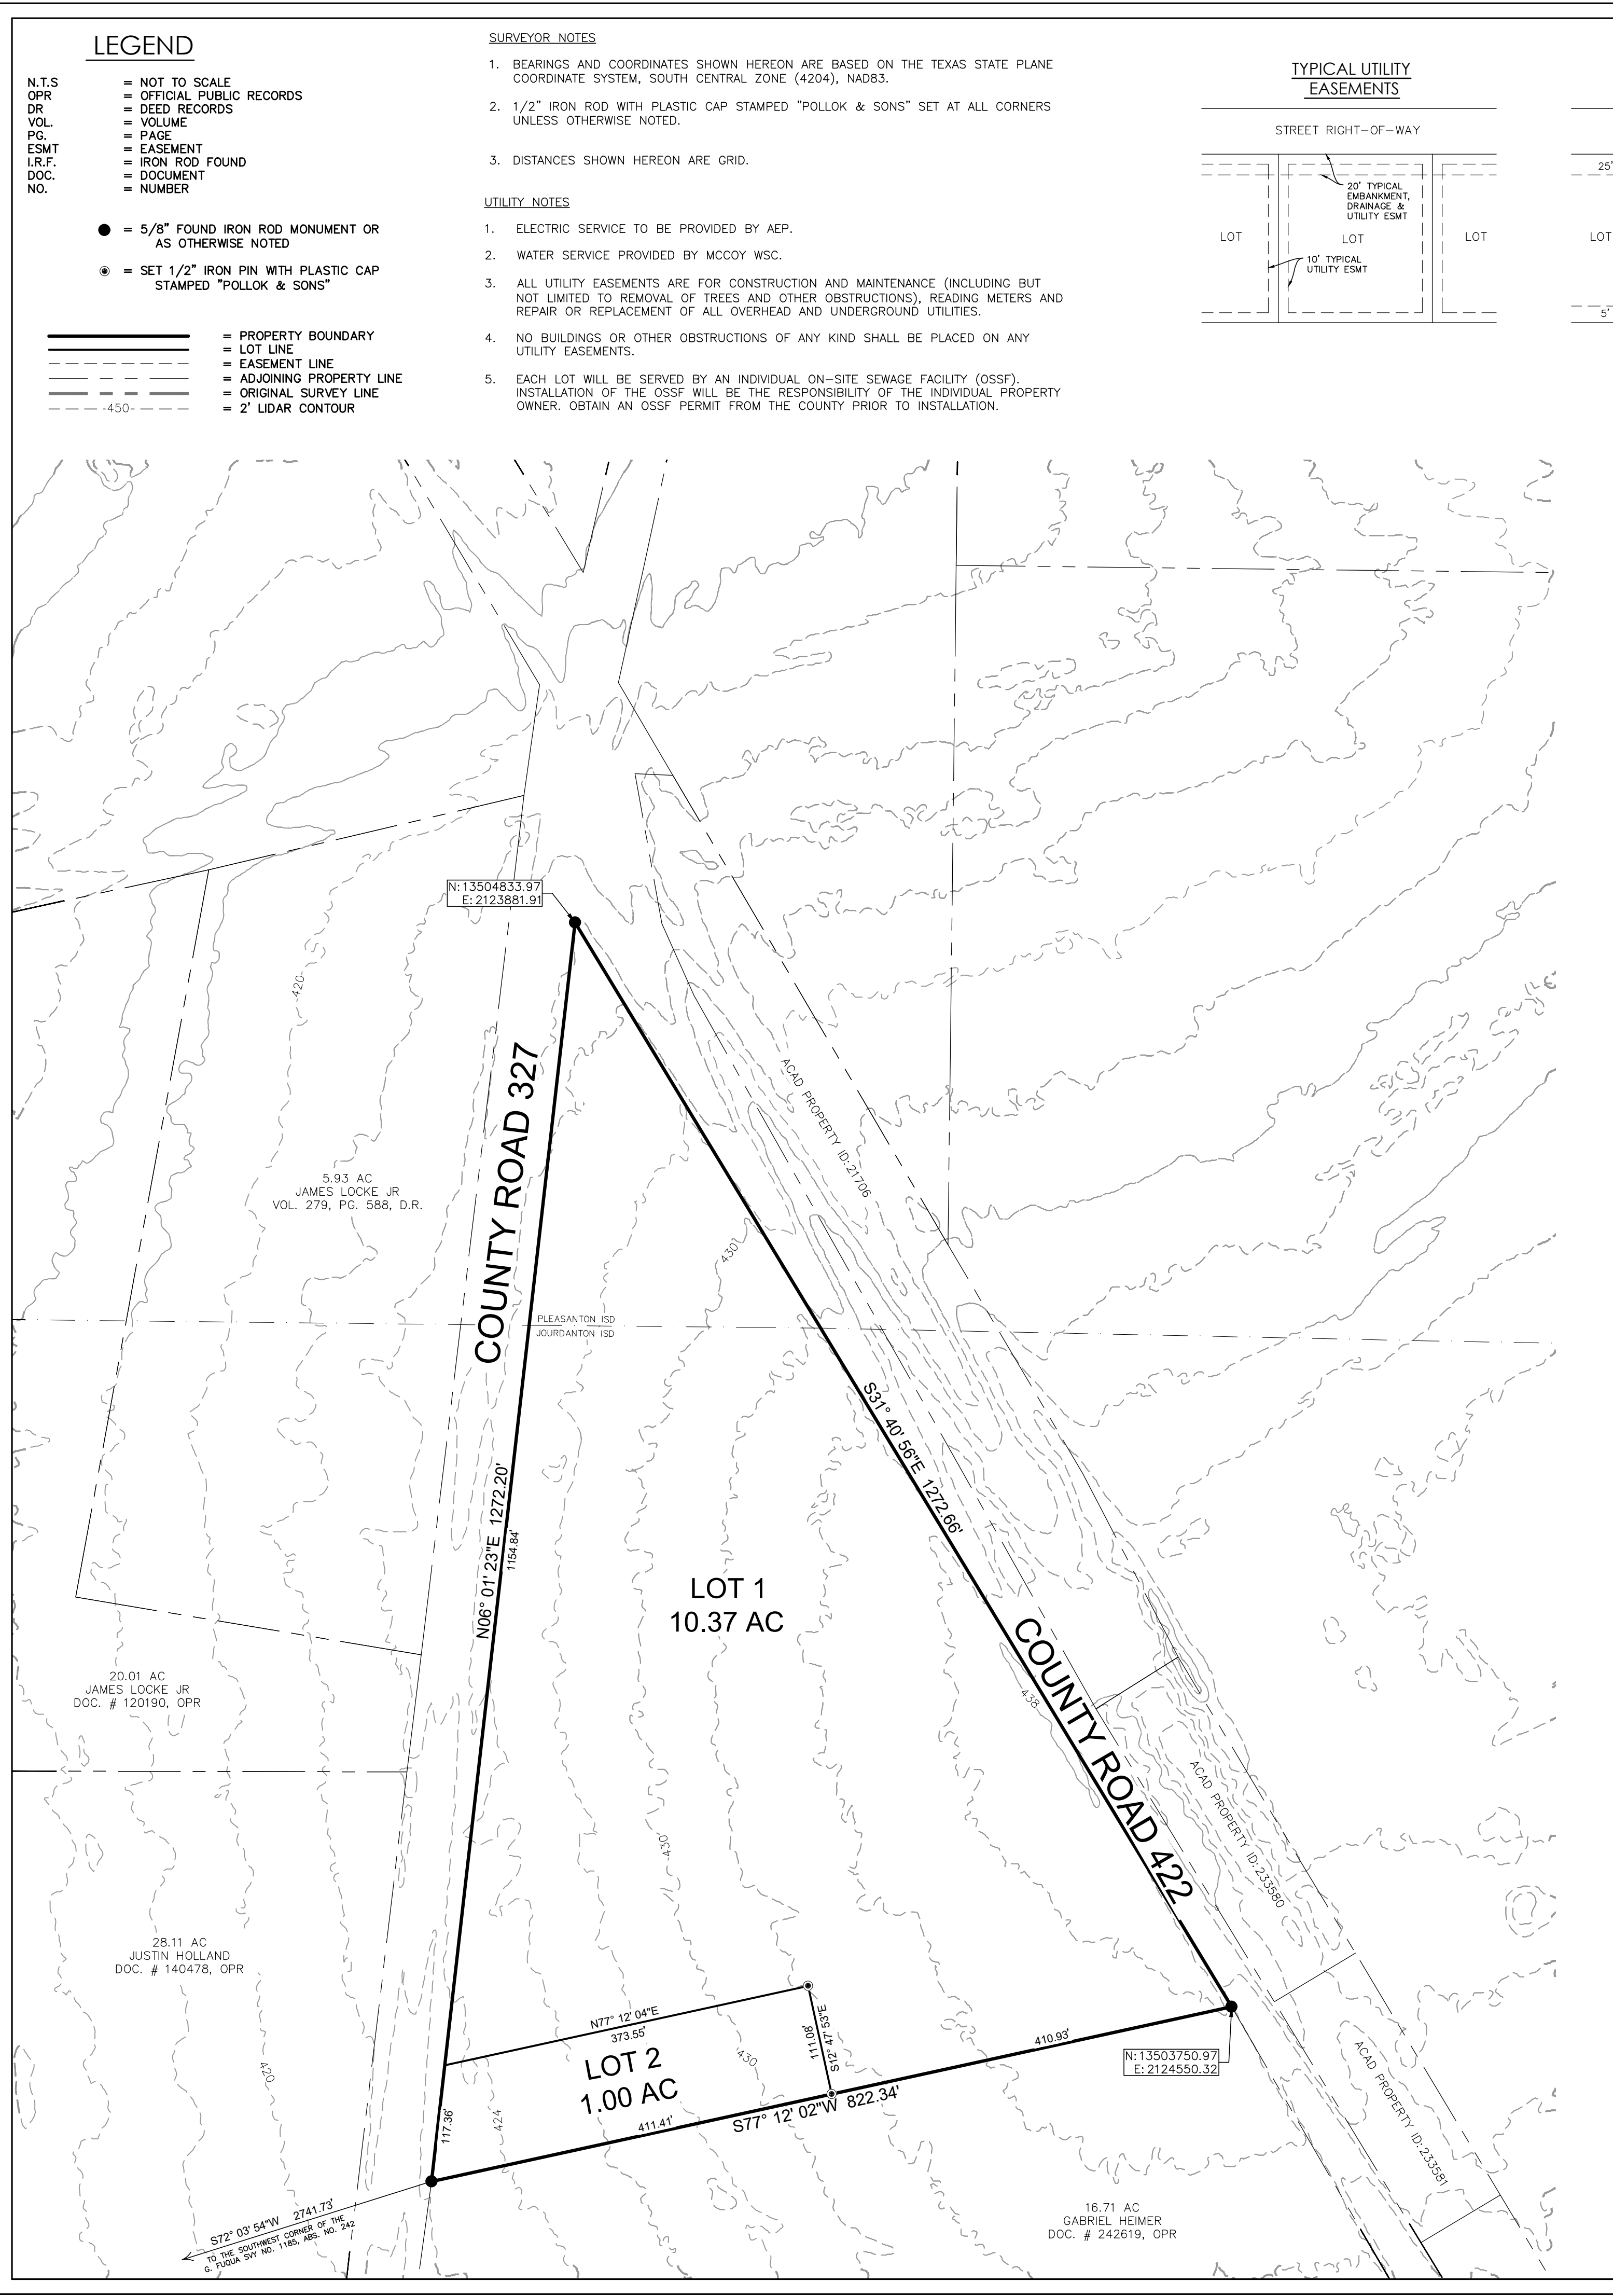 LEGEND
N.T.S = NOT TO SCALE
OPR = OFFICIAL PUBLIC RECORDS
DR = DEED RECORDS
VOL. = VOLUME
PG. = PAGE
ESMT = EASEMENT
I.R.F. = IRON ROD FOUND
DOC. = DOCUMENT
NO. = NUMBER
= 5/8" FOUND IRON ROD MONUMENT OR
AS OTHERWISE NOTED
= SET 1/2" IRON PIN WITH PLASTIC CAP
STAMPED "POLLOK & SONS"
= PROPERTY BOUNDARY
= LOT LINE
= EASEMENT LINE
= ADJOINING PROPERTY LINE
= ORIGINAL SURVEY LINE
-450- = 2' LIDAR CONTOUR
SURVEYOR NOTES
1. BEARINGS AND COORDINATES SHOWN HEREON ARE BASED ON THE TEXAS STATE PLANE
COORDINATE SYSTEM, SOUTH CENTRAL ZONE (4204), NAD83.
2. 1/2" IRON ROD WITH PLASTIC CAP STAMPED "POLLOK & SONS" SET AT ALL CORNERS
UNLESS OTHERWISE NOTED.
3. DISTANCES SHOWN HEREON ARE GRID.
UTILITY NOTES
1. ELECTRIC SERVICE TO BE PROVIDED BY AEP.
2. WATER SERVICE PROVIDED BY MCCOY WSC.
3. ALL UTILITY EASEMENTS ARE FOR CONSTRUCTION AND MAINTENANCE (INCLUDING BUT
NOT LIMITED TO REMOVAL OF TREES AND OTHER OBSTRUCTIONS), READING METERS AND
REPAIR OR REPLACEMENT OF ALL OVERHEAD AND UNDERGROUND UTILITIES.
4. NO BUILDINGS OR OTHER OBSTRUCTIONS OF ANY KIND SHALL BE PLACED ON ANY
UTILITY EASEMENTS.
5. EACH LOT WILL BE SERVED BY AN INDIVIDUAL ON-SITE SEWAGE FACILITY (OSSF).
INSTALLATION OF THE OSSF WILL BE THE RESPONSIBILITY OF THE INDIVIDUAL PROPERTY
OWNER. OBTAIN AN OSSF PERMIT FROM THE COUNTY PRIOR TO INSTALLATION.
TYPICAL UTILITY
EASEMENTS
STREET RIGHT-OF-WAY
20' TYPICAL
EMBANKMENT,
DRAINAGE &
UTILITY ESMT
LOT
LOT
LOT
10' TYPICAL
UTILITY ESMT
25'
LOT
5'
N: 13504833.97
E: 2123881.91
420
COUNTY ROAD 327
ACAD PROPERTY ID: 21706
5.93 AC
JAMES LOCKE JR
VOL. 279, PG. 588, D.R.
430
PLEASANTON ISD
JOURDANTON ISD
S31° 40' 56"E 1272.66'
N06° 01' 23"E 1272.20'
1154.84'
LOT 1
10.37 AC
COUNTY ROAD 422
20.01 AC
JAMES LOCKE JR
DOC. # 120190, OPR
438
ACAD PROPERTY ID: 233580
430
28.11 AC
JUSTIN HOLLAND
DOC. # 140478, OPR
N77° 12' 04"E
373.55'
111.08'
S12° 47' 53"E
410.93'
LOT 2
1.00 AC
430
N: 13503750.97
E: 2124550.32
420
117.36'
424
411.41'
S77° 12' 02"W 822.34'
ACAD PROPERTY ID: 233581
S72° 03' 54"W 2741.73'
TO THE SOUTHWEST CORNER OF THE
G. FUQUA SVY NO. 1185, ABS. NO. 242
16.71 AC
GABRIEL HEIMER
DOC. # 242619, OPR